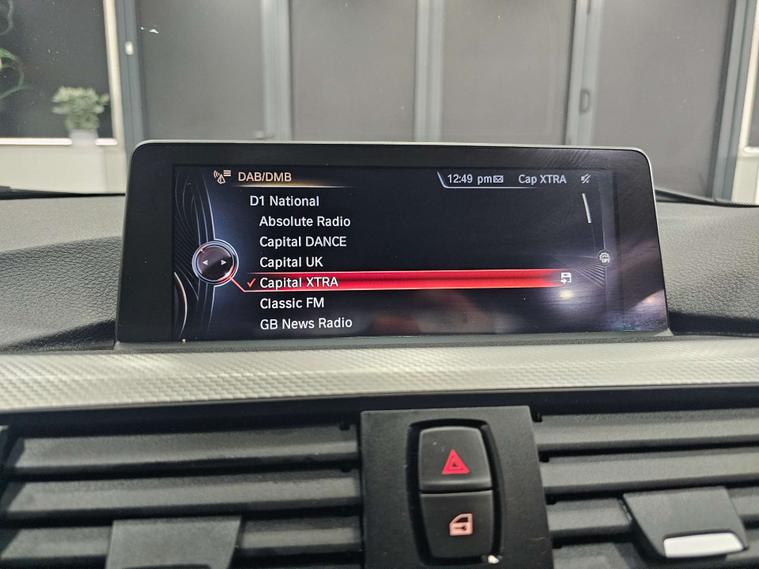 DAB/DMB
12:49 pm
Cap XTRA
D1 National
Absolute Radio
Capital DANCE
Capital UK
Capital XTRA
Classic FM
GB News Radio